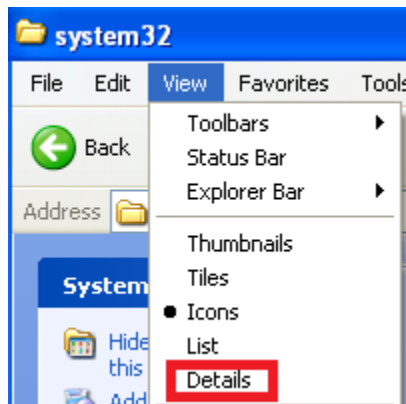 system32
File Edit View Favorites Tools
Back
Toolbars
Status Bar
Explorer Bar
Address
Thumbnails
Tiles
System
Icons
Hide
this
List
Details
Add